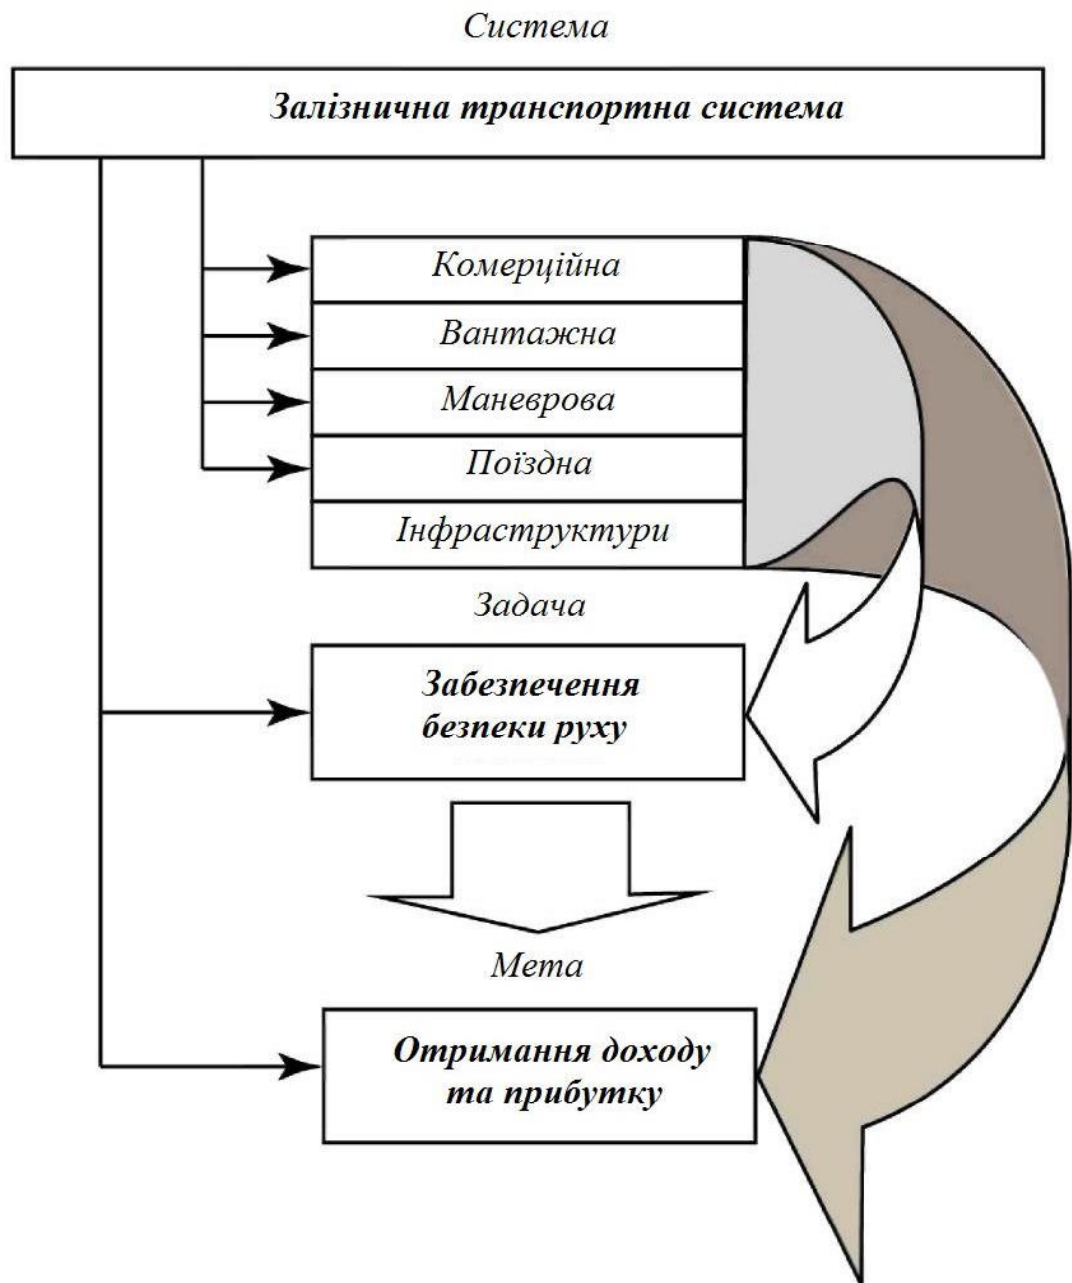 Система
Залізнична транспортна система
Комерційна
Вантажна
Маневрова
Поїздна
Інфраструктури
Задача
Забезпечення
безпеки руху
Мета
Отримання доходу
та прибутку